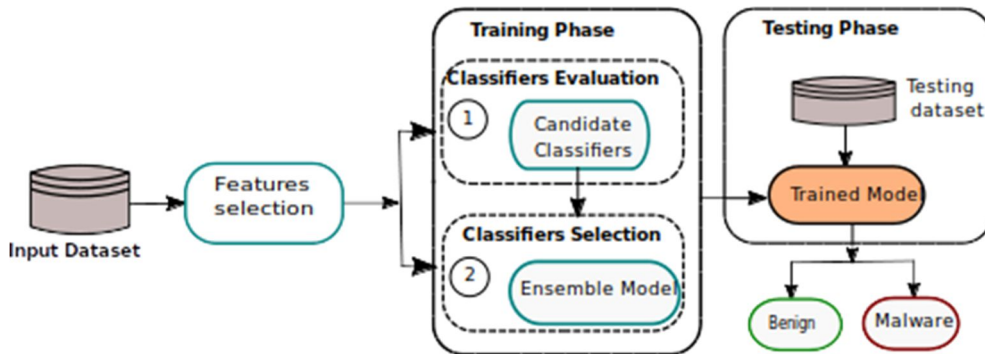 Input Dataset
Features
selection
Training Phase
Classifiers Evaluation
1
Candidate
Classifiers
Classifiers Selection
2
Ensemble Model
Testing Phase
Testing
dataset
Trained Model
Benign
Malware